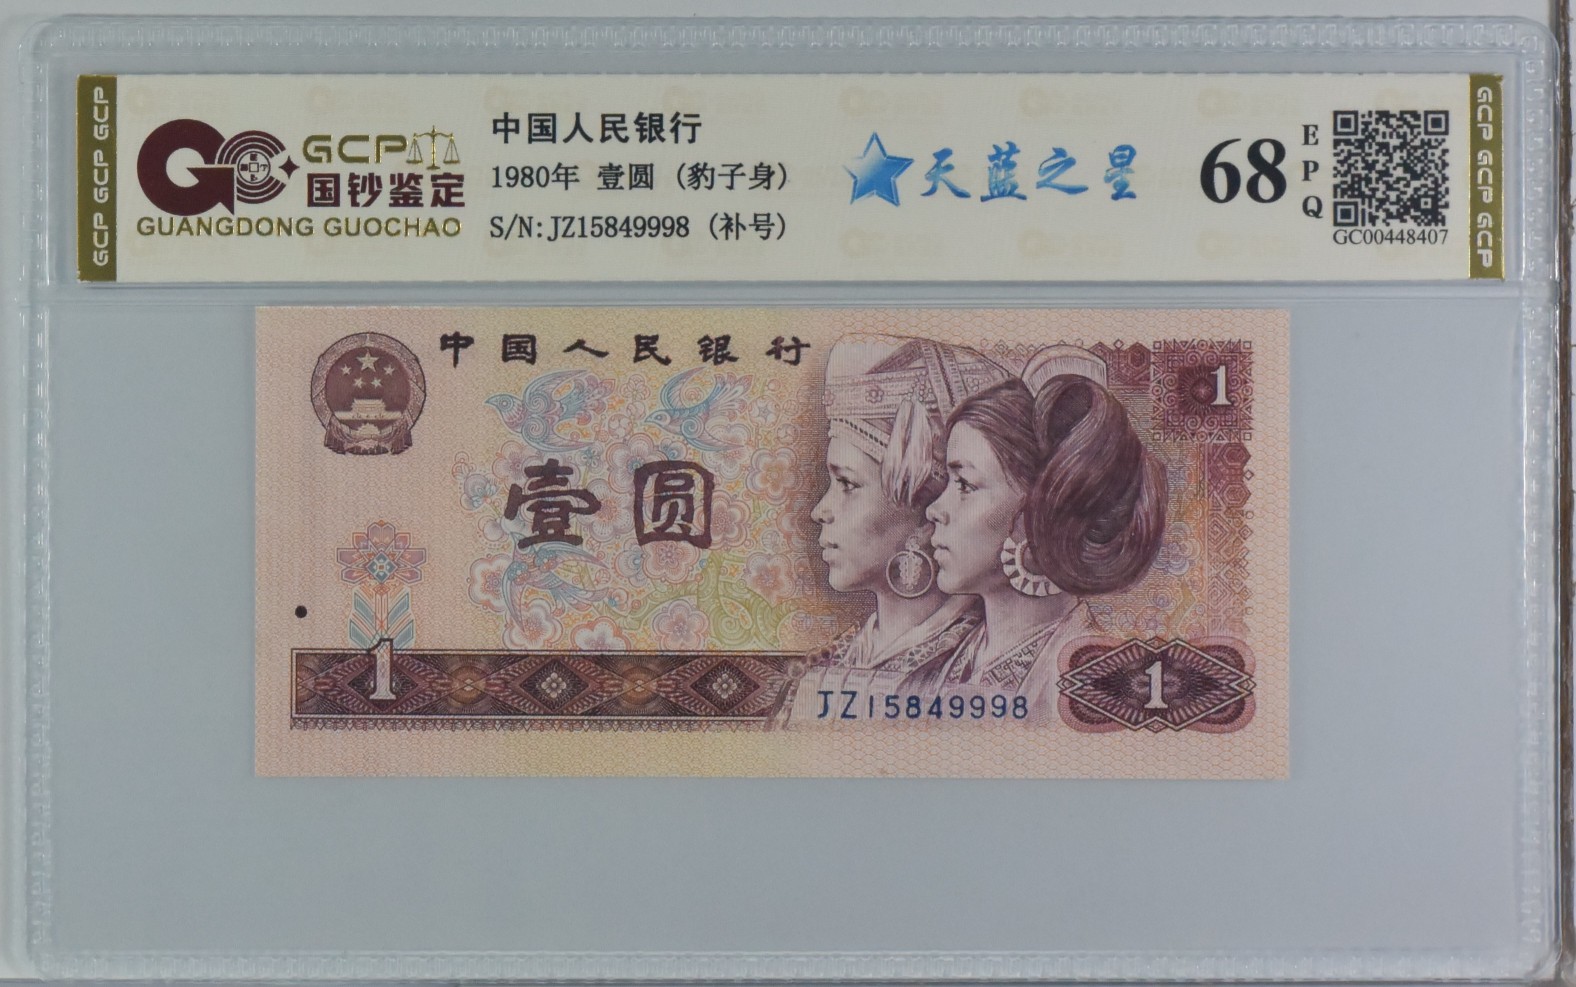 GCP GCP GCP
GCP
国钞鉴定
GUANGDONG GUOCHAO
中国人民银行
1980年 壹圆 (豹子身)
S/N:JZ15849998 (补号)
天蓝之星
68
EPQ
GC00448407
GCP GCP GCP
中国人民银行
1
壹圆
1
JZ15849998
1